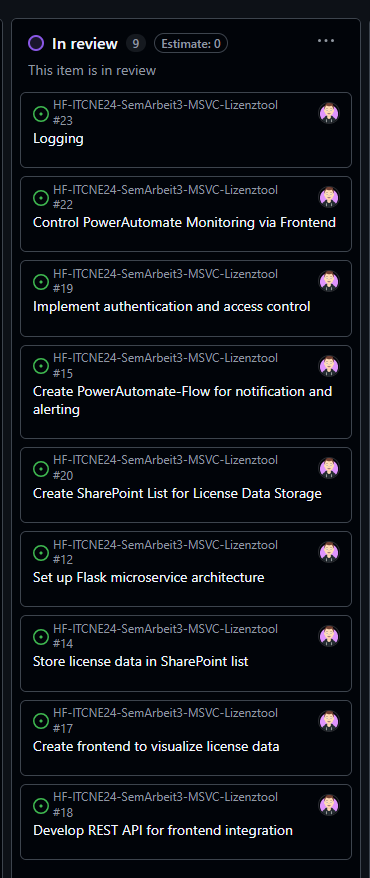 In review 9 Estimate: 0
This item is in review
HF-ITCNE24-SemArbeit3-MSVC-Lizenztool
#23
Logging
HF-ITCNE24-SemArbeit3-MSVC-Lizenztool
#22
Control PowerAutomate Monitoring via Frontend
HF-ITCNE24-SemArbeit3-MSVC-Lizenztool
#19
Implement authentication and access control
HF-ITCNE24-SemArbeit3-MSVC-Lizenztool
#15
Create PowerAutomate-Flow for notification and
alerting
HF-ITCNE24-SemArbeit3-MSVC-Lizenztool
#20
Create SharePoint List for License Data Storage
HF-ITCNE24-SemArbeit3-MSVC-Lizenztool
#12
Set up Flask microservice architecture
HF-ITCNE24-SemArbeit3-MSVC-Lizenztool
#14
Store license data in SharePoint list
HF-ITCNE24-SemArbeit3-MSVC-Lizenztool
#17
Create frontend to visualize license data
HF-ITCNE24-SemArbeit3-MSVC-Lizenztool
#18
Develop REST API for frontend integration